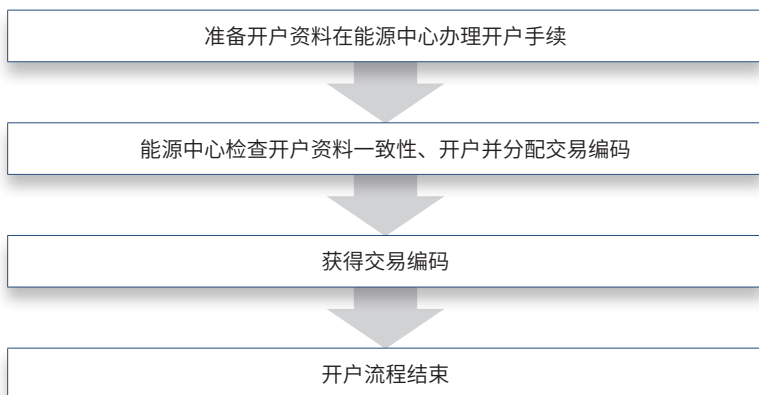 准备开户资料在能源中心办理开户手续
能源中心检查开户资料一致性、开户并分配交易编码
获得交易编码
开户流程结束